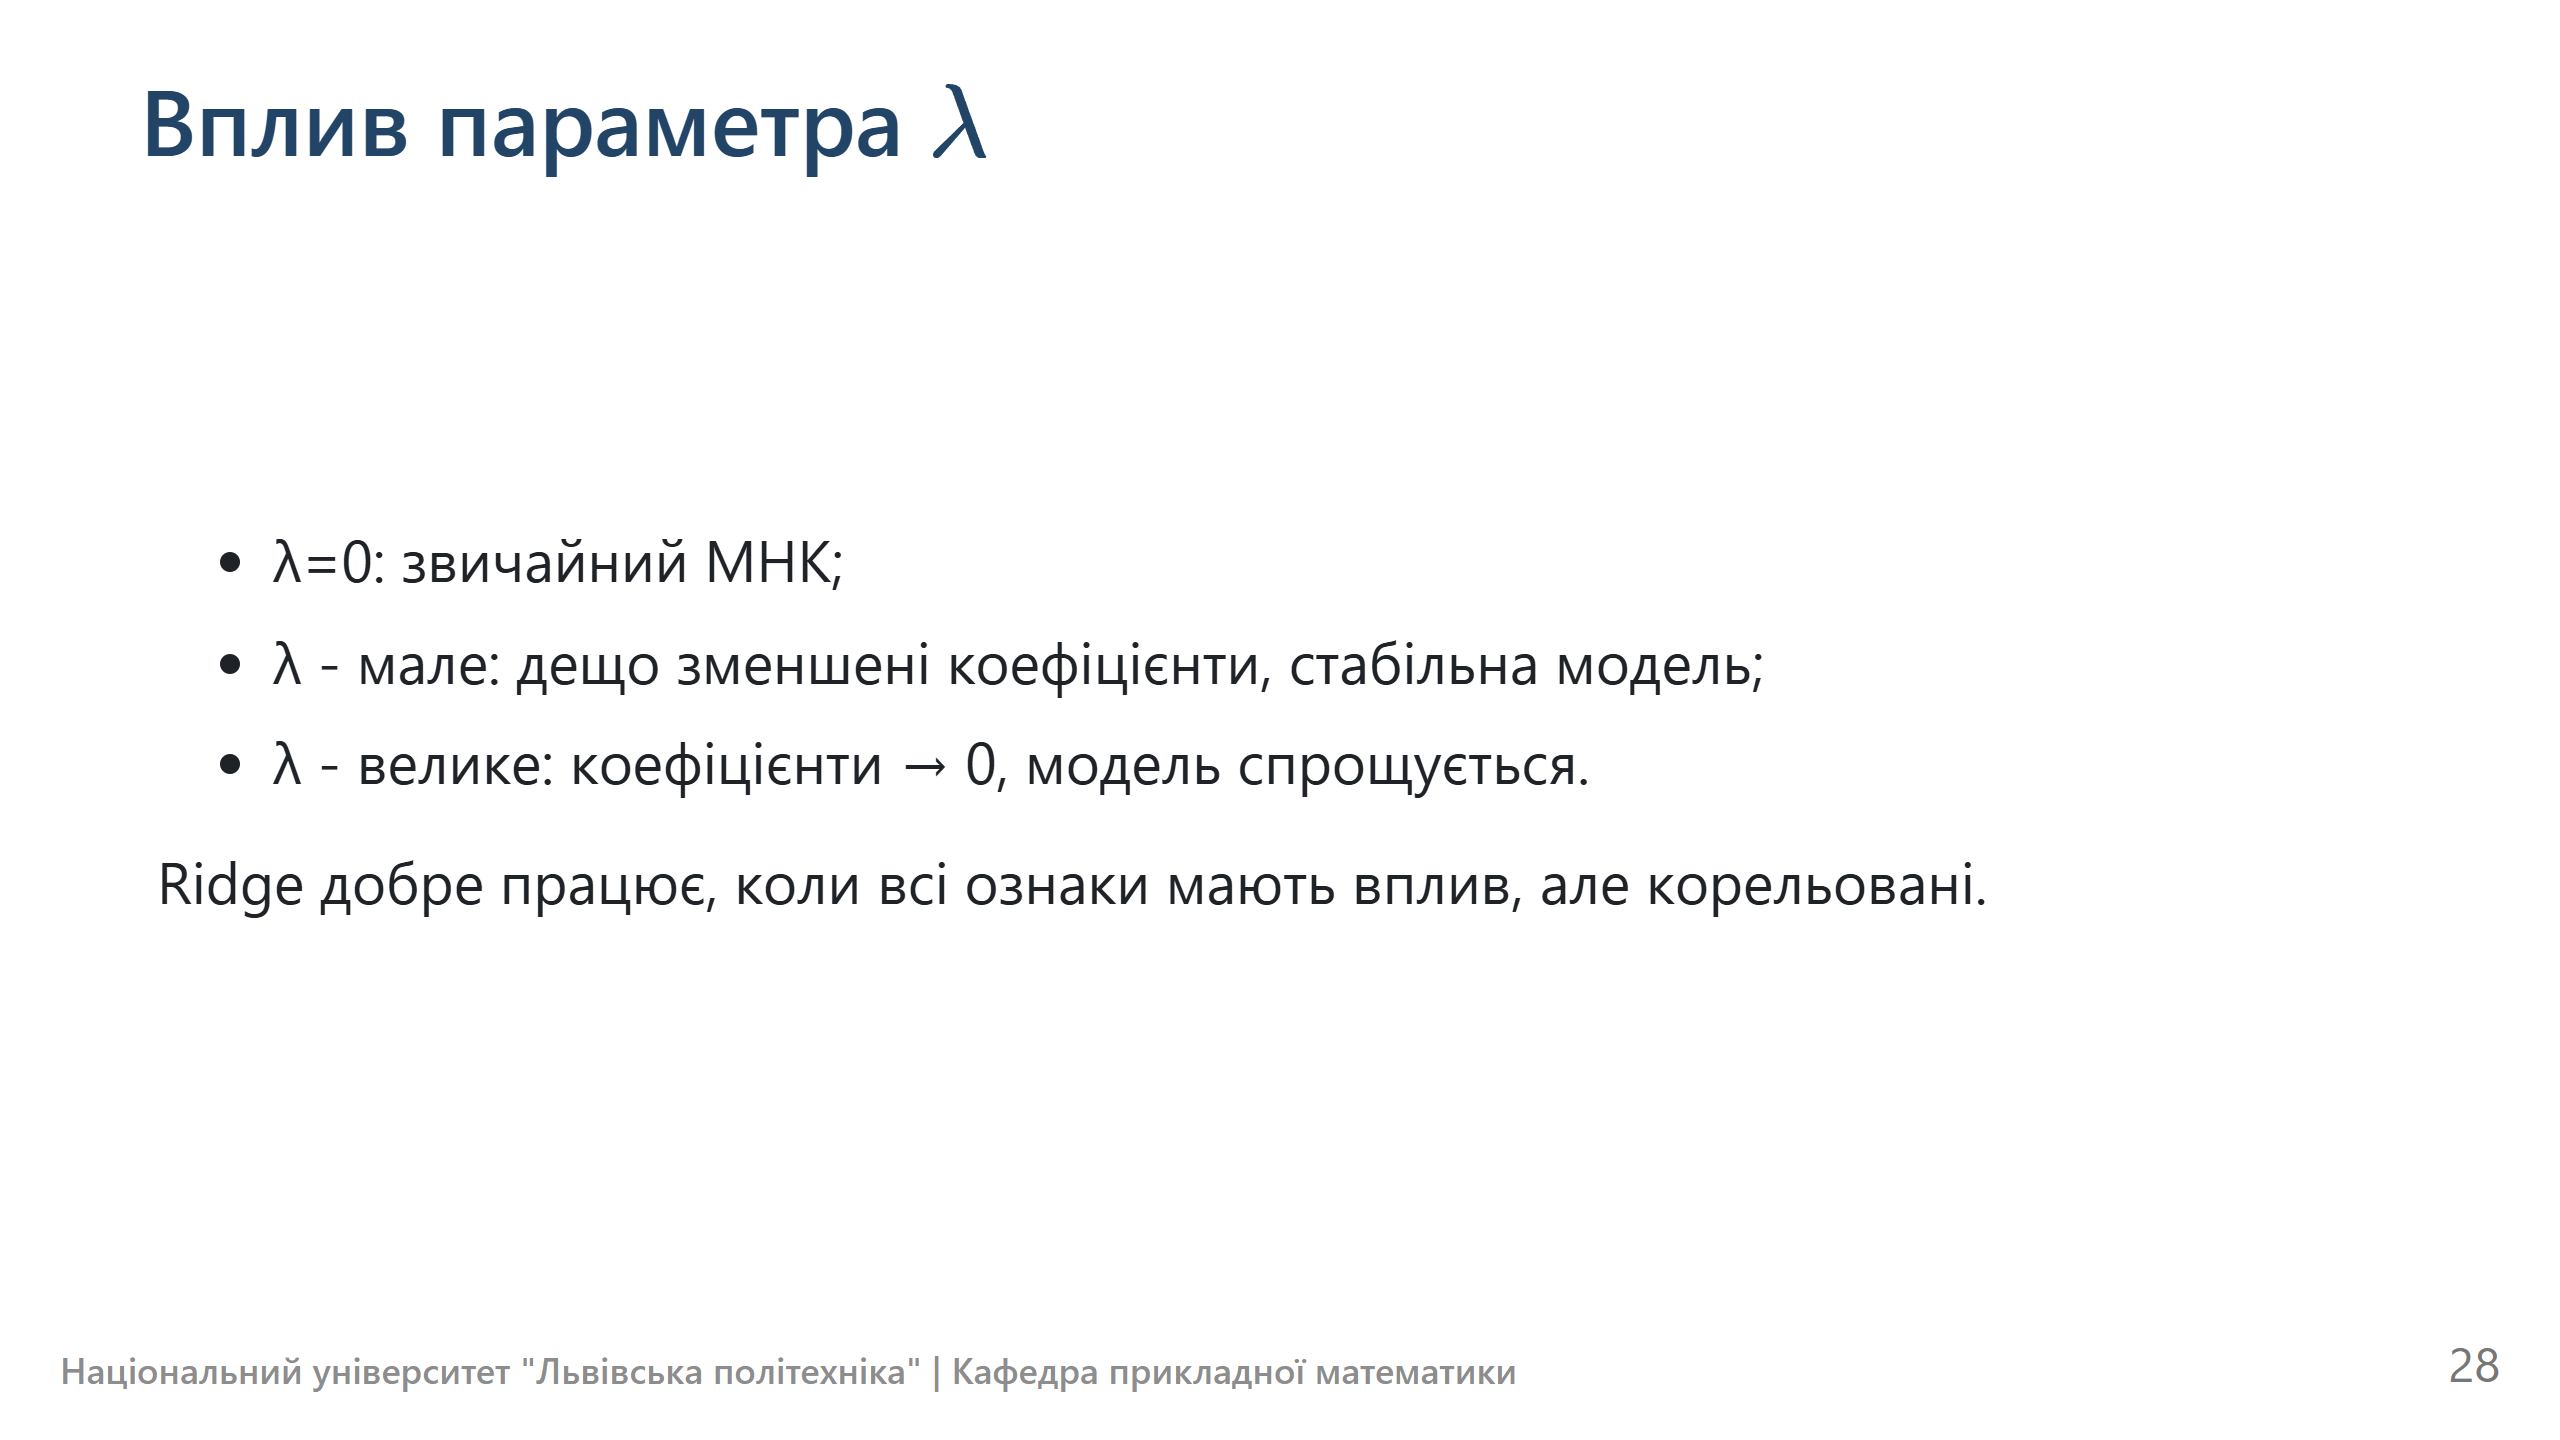 Вплив параметра λ
• λ=0: звичайний МНК;
• λ - мале: дещо зменшені коефіцієнти, стабільна модель;
• λ - велике: коефіцієнти → 0, модель спрощується.
Ridge добре працює, коли всі ознаки мають вплив, але корельовані.
Національний університет "Львівська політехніка" | Кафедра прикладної математики
28